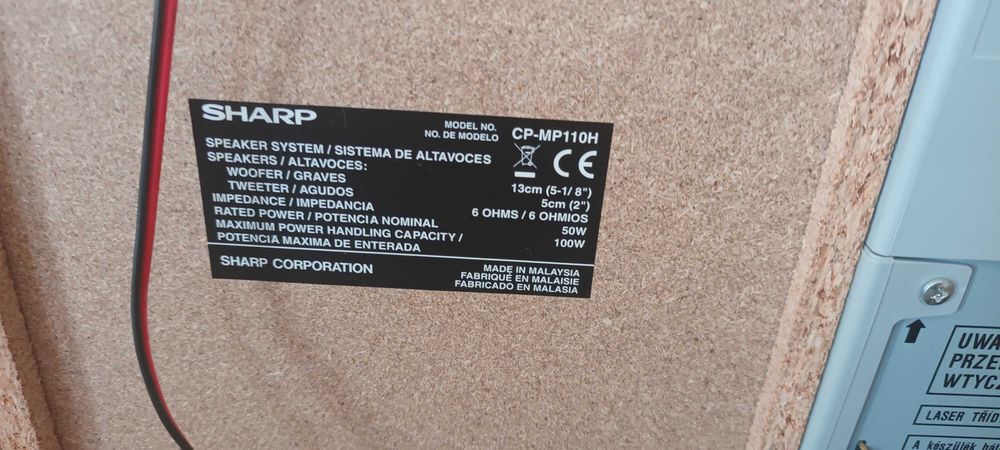 SHARP
MODEL NO.
NO. DE MODELO
CP-MP110H
SPEAKER SYSTEM / SISTEMA DE ALTAVOCES
SPEAKERS / ALTAVOCES:
WOOFER / GRAVES 13cm (5-1/8")
TWEETER / AGUDOS 5cm (2")
IMPEDANCE / IMPEDANCIA 6 OHMS / 6 OHMIOS
RATED POWER / POTENCIA NOMINAL 50W
MAXIMUM POWER HANDLING CAPACITY / 100W
POTENCIA MAXIMA DE ENTERADA
SHARP CORPORATION
MADE IN MALAYSIA
FABRIQUÉ EN MALAISIE
FABRICADO EN MALASIA
UWA
PRZE
WTYC
LASER TŘÍD
A készülék hát